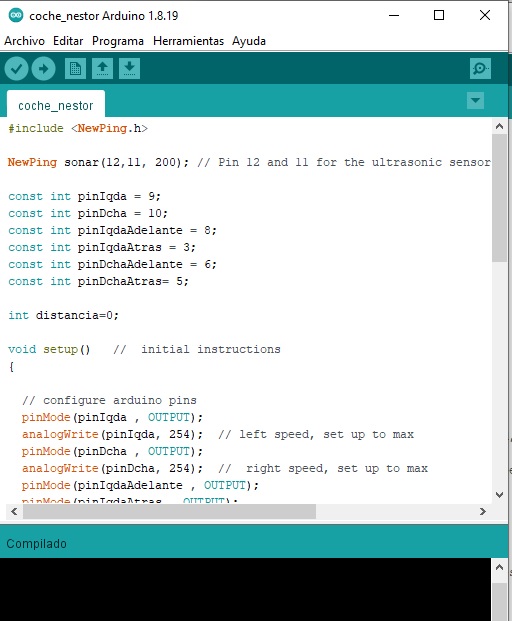 coche_nestor Arduino 1.8.19
Archivo Editar Programa Herramientas Ayuda
coche_nestor
#include <NewPing.h>
NewPing sonar(12,11, 200); // Pin 12 and 11 for the ultrasonic sensor
const int pinIqda = 9;
const int pinDcha = 10;
const int pinIqdaAdelante = 8;
const int pinIqdaAtras = 3;
const int pinDchaAdelante = 6;
const int pinDchaAtras= 5;
int distancia=0;
void setup()   //  initial instructions
{
// configure arduino pins
pinMode(pinIqda , OUTPUT);
analogWrite(pinIqda, 254);  // left speed, set up to max
pinMode(pinDcha , OUTPUT);
analogWrite(pinDcha, 254);  //  right speed, set up to max
pinMode(pinIqdaAdelante , OUTPUT);
pinMode(pinIqdaAtras , OUTPUT);
Compilado